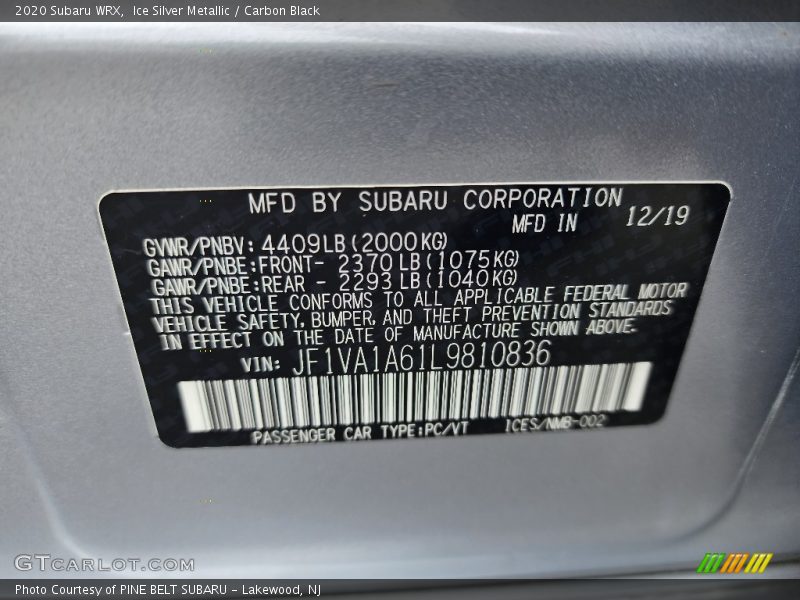 2020 Subaru WRX,  Ice Silver Metallic / Carbon Black
MFD BY SUBARU CORPORATION
MFD IN 12/19
GVWR/PNBV: 4409LB(2000KG)
GAWR/PNBE:FRONT- 2370LB(1075KG)
GAWR/PNBE:REAR - 2293LB(1040KG)
THIS VEHICLE CONFORMS TO ALL APPLICABLE FEDERAL MOTOR
VEHICLE SAFETY, BUMPER, AND THEFT PREVENTION STANDARDS
IN EFFECT ON THE DATE OF MANUFACTURE SHOWN ABOVE.
VIN: JF1VA1A61L9810836
PASSENGER CAR TYPE:PC/VT ICES/NMB-002
GTCARLOT.COM
Photo Courtesy of PINE BELT SUBARU - Lakewood, NJ